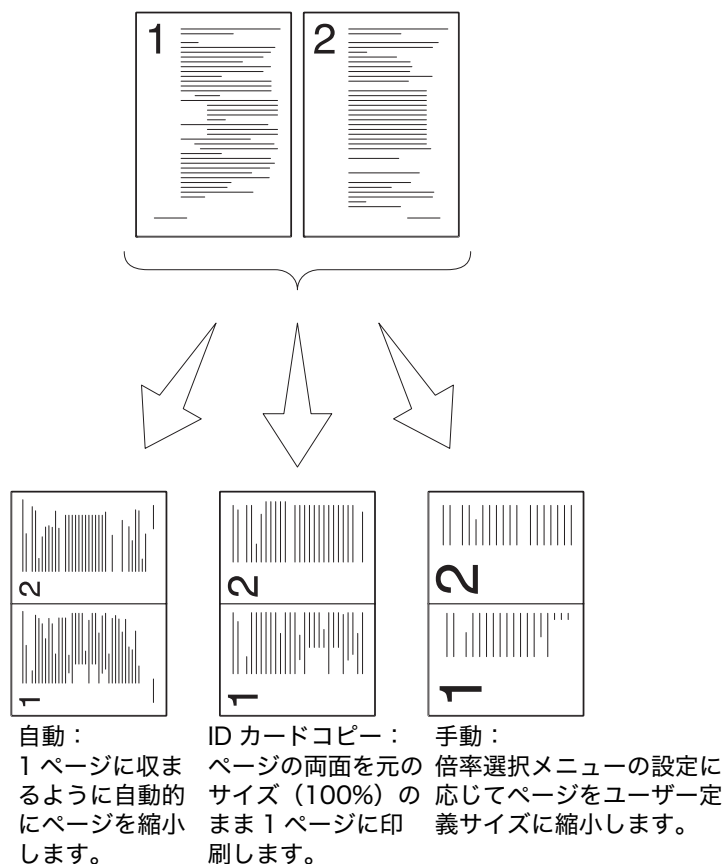 1
2
2
1
2
1
2
1
自動：
1 ページに収ま
るように自動的
にページを縮小
します。
ID カードコピー：
ページの両面を元の
サイズ（100%）の
まま 1 ページに印
刷します。
手動：
倍率選択メニューの設定に
応じてページをユーザー定
義サイズに縮小します。